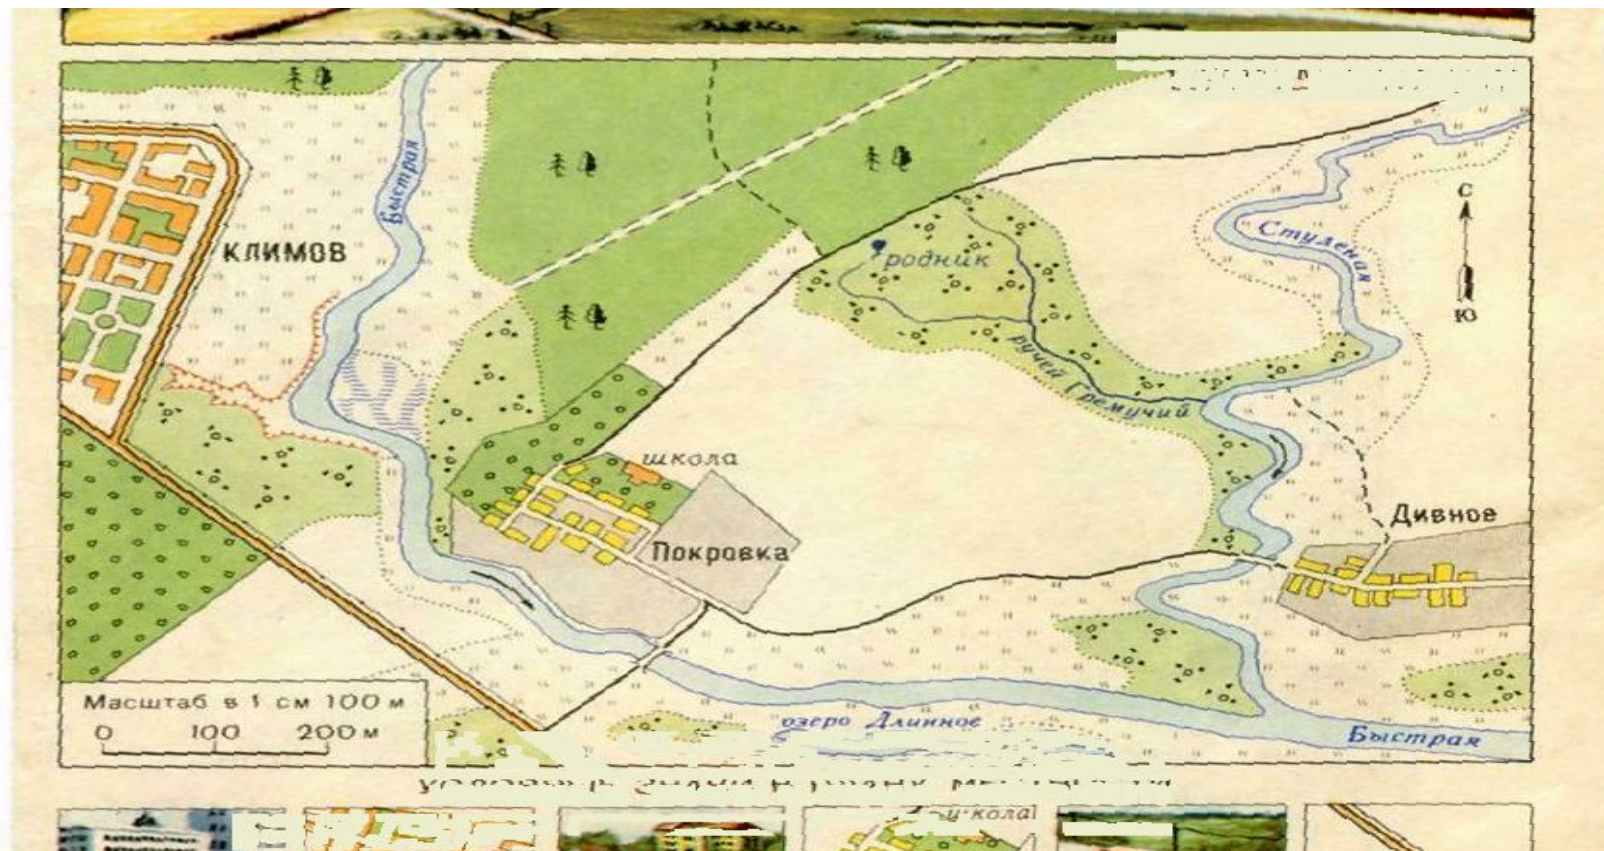 Быстрая
КЛИМОВ
родник
Студеная
С
Ю
ручей Гремучий
школа
Дивное
Покровка
Масштаб в 1 см 100 м
0 100 200 м
озеро Длинное
Быстрая
школа